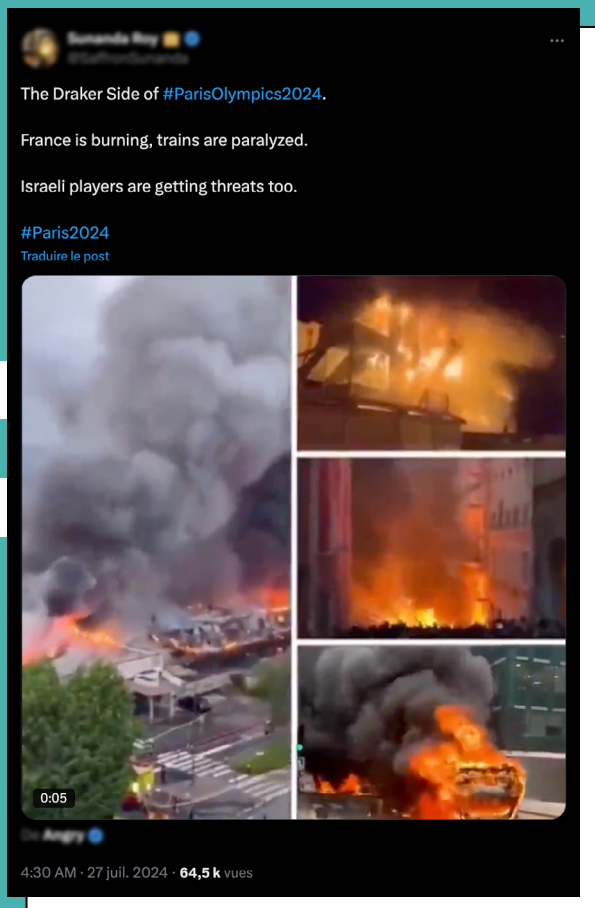 The Draker Side of #ParisOlympics2024.
France is burning, trains are paralyzed.
Israeli players are getting threats too.
#Paris2024
Traduire le post
0:05
Angry
4:30 AM · 27 juil. 2024 · 64,5 k vues